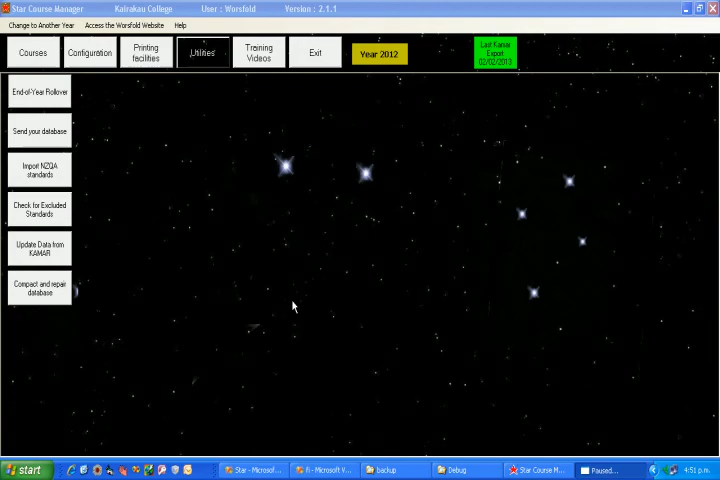 Star Course Manager Kairakau College User : Worsfold Version : 2.1.1
Change to Another Year Access the Worsfold Website Help
Courses
Configuration
Printing
facilities
Utilities
Training
Videos
Exit
Year 2012
Last Kamar
Export
02/02/2013
End-of-Year Rollover
Send your database
Import NZQA
standards
Check for Excluded
Standards
Update Data from
KAMAR
Compact and repair
database
start
Star - Microsof...
fi - Microsoft V...
backup
Debug
Star Course M...
Paused...
4:51 p.m.